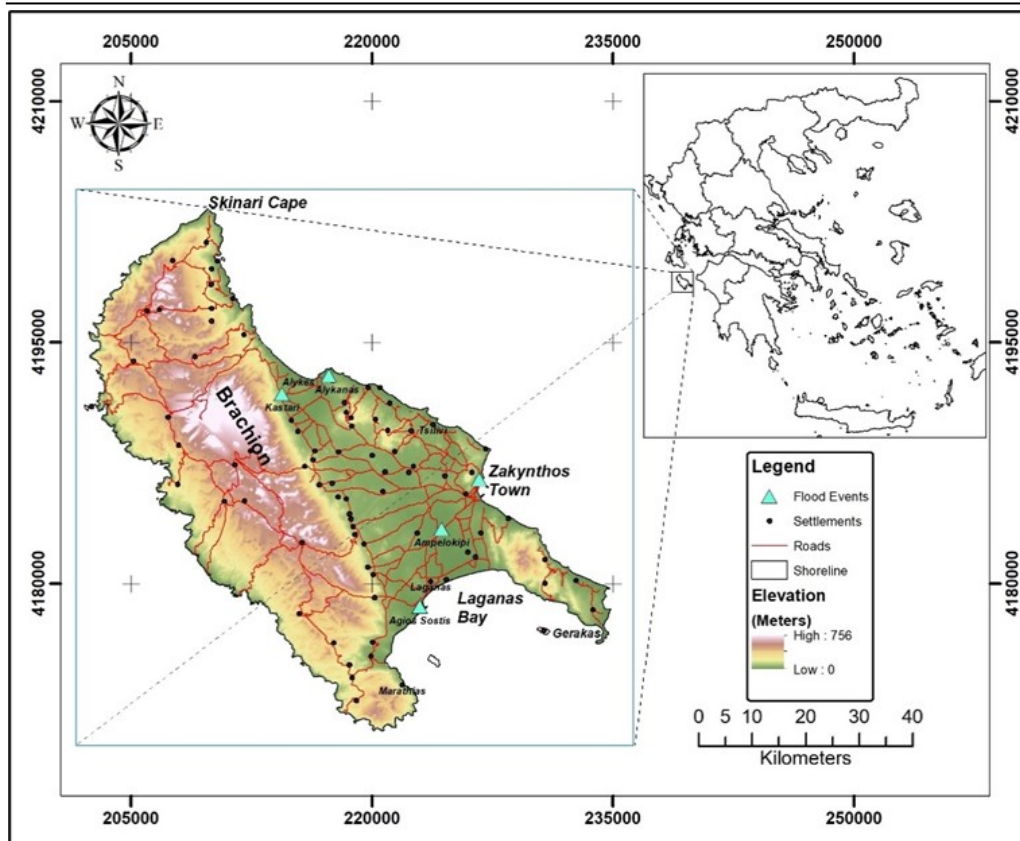 205000 220000 235000 250000
4210000
4210000
N
W E
S
Skinari Cape
4195000
4195000
Alykes
Alykanas
Kastari
Brachion
Tsilivi
Zakynthos
Town
Ampelokipi
4180000
4180000
Laganas
Laganas
Bay
Agios Sostis
Gerakas
Marathias
Legend
Flood Events
Settlements
Roads
Shoreline
Elevation
(Meters)
High : 756
Low : 0
0 5 10 20 30 40
Kilometers
205000 220000 235000 250000